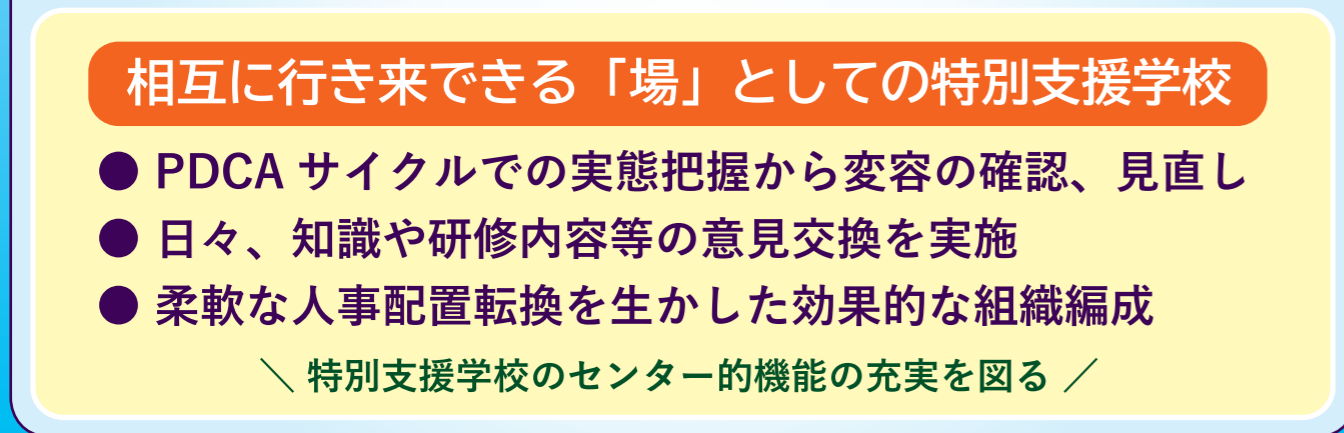 相互に行き来できる「場」としての特別支援学校
● PDCA サイクルでの実態把握から変容の確認、見直し
● 日々、知識や研修内容等の意見交換を実施
● 柔軟な人事配置転換を生かした効果的な組織編成
＼ 特別支援学校のセンター的機能の充実を図る ／